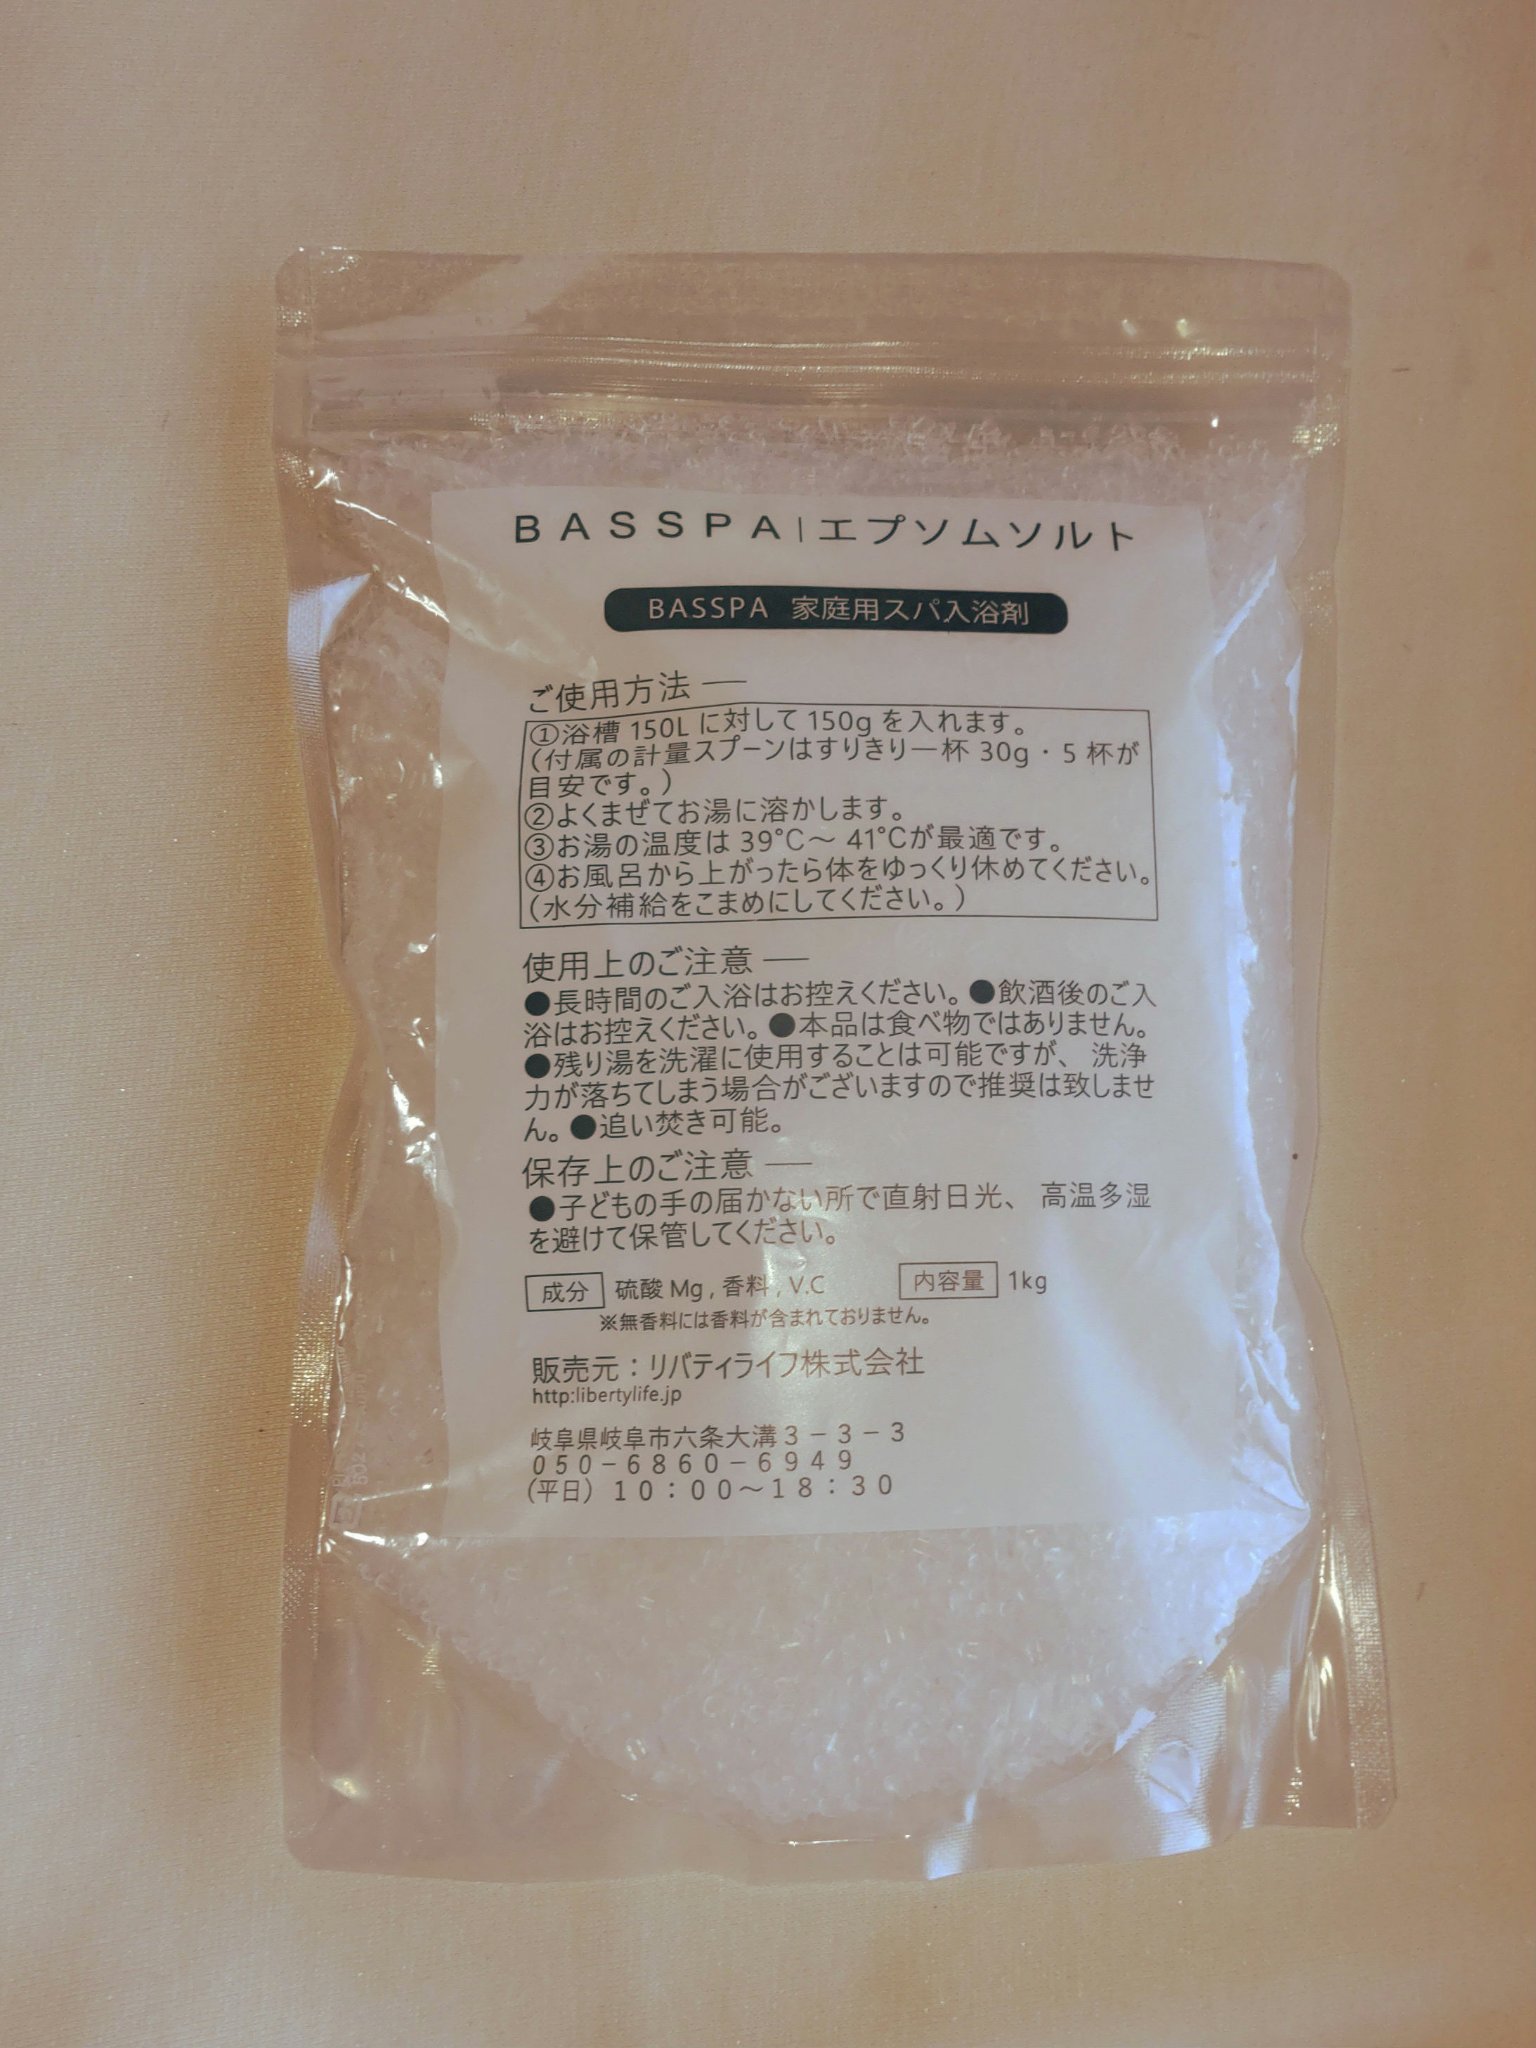 BASSPA|エプソムソルト
BASSPA 家庭用スパ入浴剤
ご使用方法 ―
①浴槽 150L に対して 150g を入れます。
(付属の計量スプーンはすりきり一杯 30g・5 杯が
目安です。)
②よくまぜてお湯に溶かします。
③お湯の温度は 39℃〜 41℃が最適です。
④お風呂から上がったら体をゆっくり休めてください。
(水分補給をこまめにしてください。)
使用上のご注意 ―
●長時間のご入浴はお控えください。●飲酒後のご入
浴はお控えください。●本品は食べ物ではありません。
●残り湯を洗濯に使用することは可能ですが、洗浄
力が落ちてしまう場合がございますので推奨は致しませ
ん。●追い焚き可能。
保存上のご注意 ―
●子どもの手の届かない所で直射日光、高温多湿
を避けて保管してください。
成分 硫酸 Mg , 香料 , V.C 内容量 1kg
※無香料には香料が含まれておりません。
販売元：リバティライフ株式会社
http:libertylife.jp
岐阜県岐阜市六条大溝３－３－３
０５０－６８６０－６９４９
(平日) １０：００～１８：３０